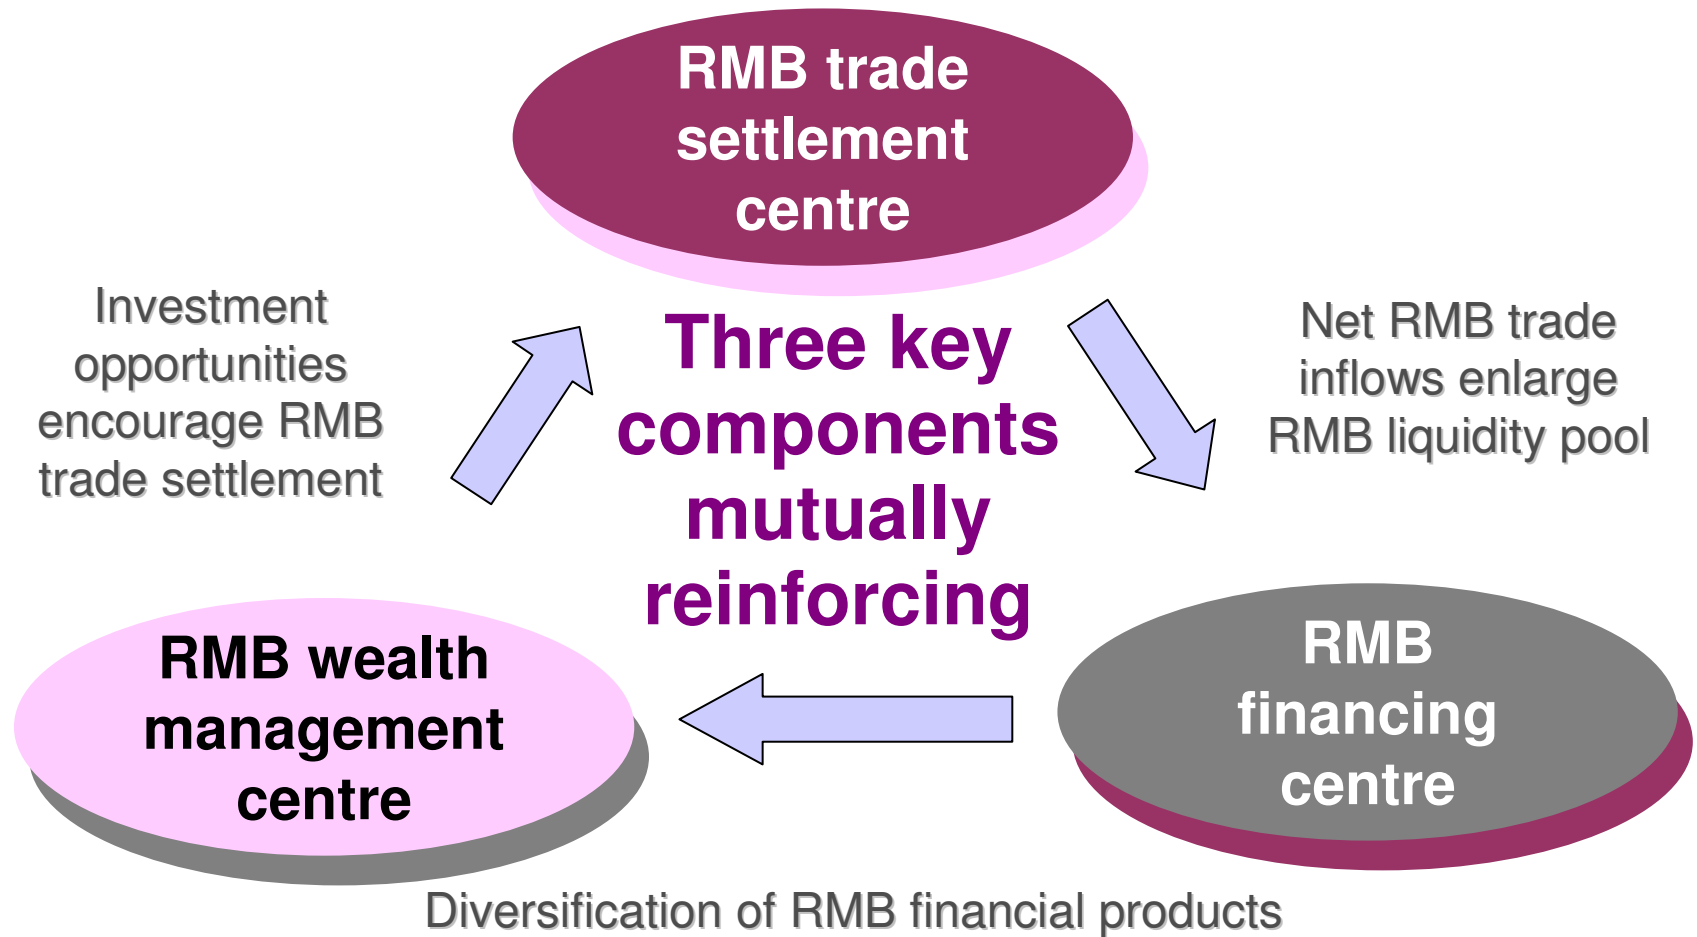 RMB trade
settlement
centre
Investment
opportunities
encourage RMB
trade settlement
Three key
components
mutually
reinforcing
Net RMB trade
inflows enlarge
RMB liquidity pool
RMB wealth
management
centre
RMB
financing
centre
Diversification of RMB financial products